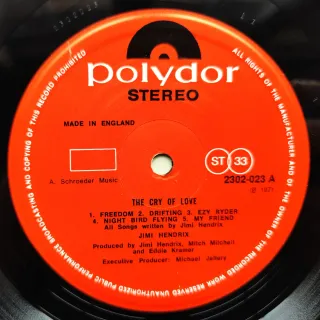 polydor
STEREO
MADE IN ENGLAND
ST 33
2302-023 A
℗ 1971
A. Schroeder Music
THE CRY OF LOVE
1. FREEDOM 2. DRIFTING 3. EZY RYDER
4. NIGHT BIRD FLYING 5. MY FRIEND
All Songs written by Jimi Hendrix
JIMI HENDRIX
Produced by Jimi Hendrix, Mitch Mitchell
and Eddie Kramer
Executive Producer: Michael Jeffery
BROADCASTING AND COPYING OF THIS RECORD PROHIBITED
ALL RIGHTS OF THE MANUFACTURER AND OF THE OWNER OF THE RECORDED WORK RESERVED UNAUTHORIZED PUBLIC PERFORMANCE